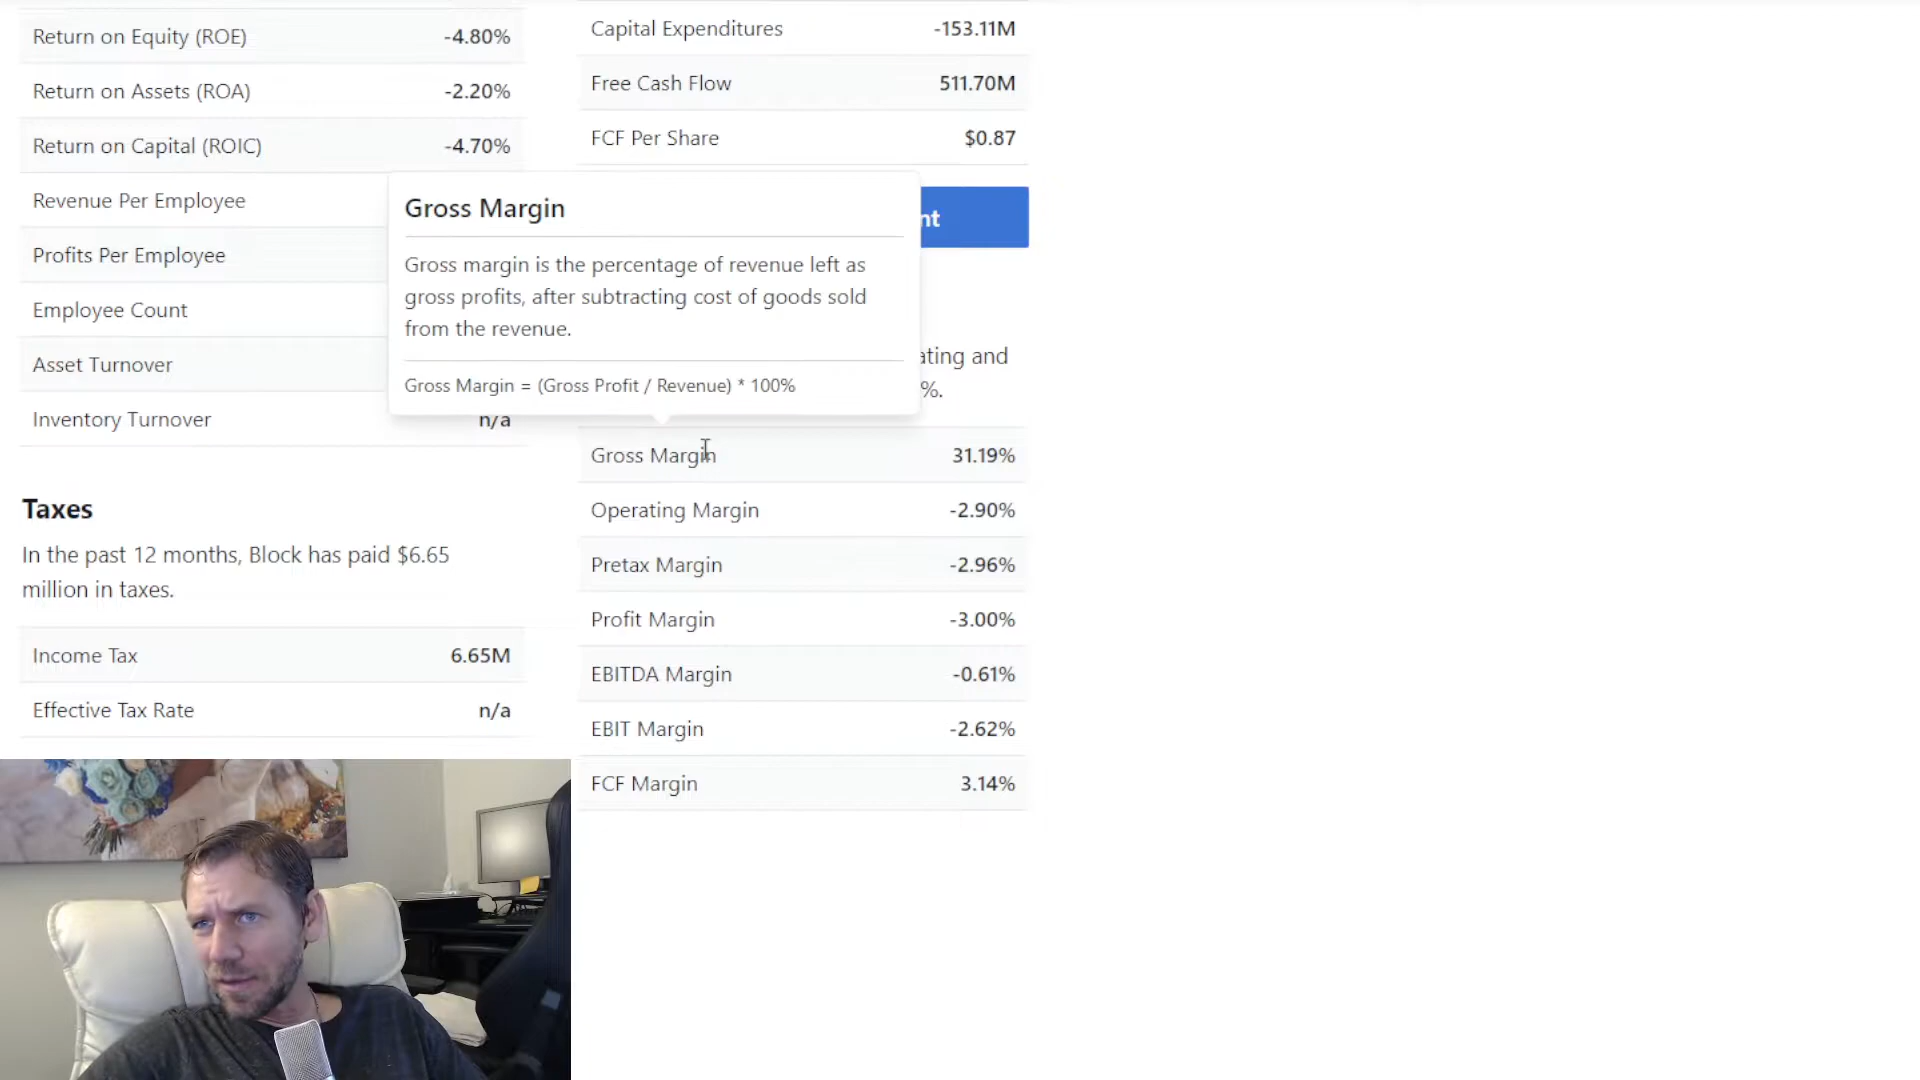 Return on Equity (ROE) -4.80%
Return on Assets (ROA) -2.20%
Return on Capital (ROIC) -4.70%
Revenue Per Employee
Profits Per Employee
Employee Count
Asset Turnover
Inventory Turnover n/a
Taxes
In the past 12 months, Block has paid $6.65
million in taxes.
Income Tax 6.65M
Effective Tax Rate n/a
Capital Expenditures -153.11M
Free Cash Flow 511.70M
FCF Per Share $0.87
nt
Gross Margin
Gross margin is the percentage of revenue left as
gross profits, after subtracting cost of goods sold
from the revenue.
Gross Margin = (Gross Profit / Revenue) * 100%
ating and
%.
Gross Margin 31.19%
Operating Margin -2.90%
Pretax Margin -2.96%
Profit Margin -3.00%
EBITDA Margin -0.61%
EBIT Margin -2.62%
FCF Margin 3.14%